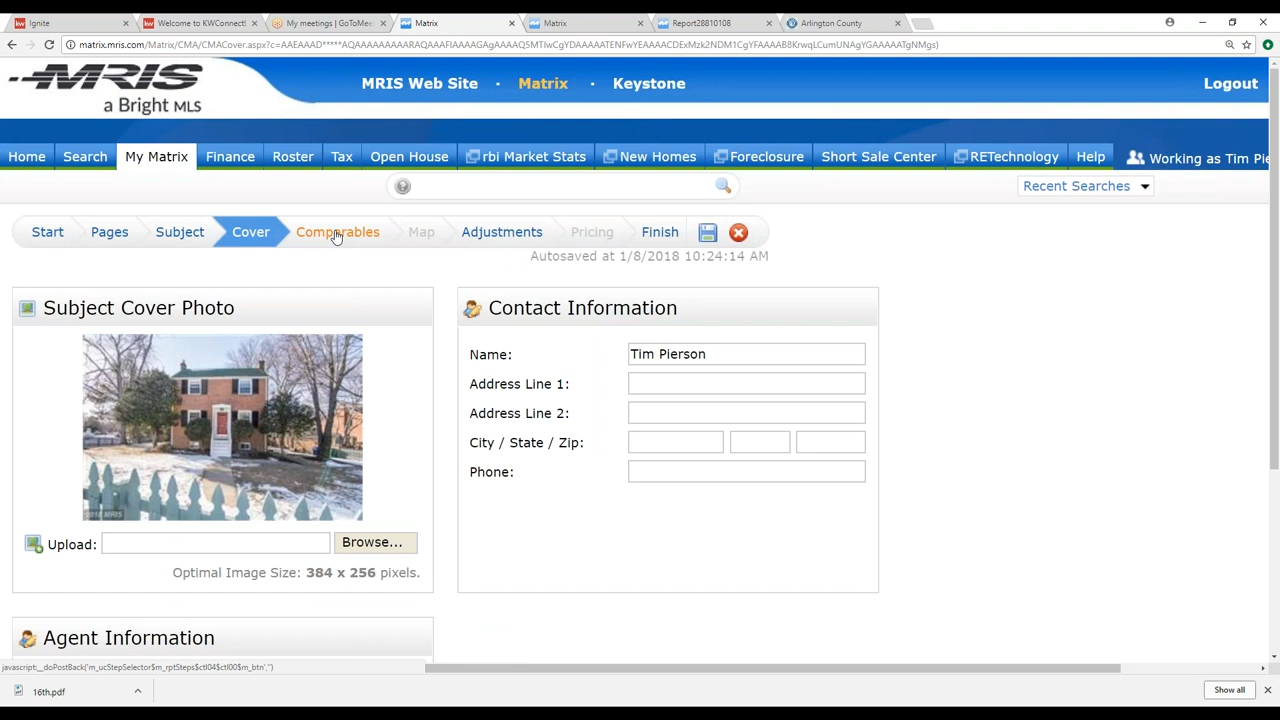 Ignite
Welcome to KWConnect!
My meetings | GoToMee
Matrix
Matrix
Report28810108
Arlington County
matrix.mris.com/Matrix/CMA/CMACover.aspx?c=
MRIS
a Bright MLS
MRIS Web Site · Matrix · Keystone
Logout
Home
Search
My Matrix
Finance
Roster
Tax
Open House
rbi Market Stats
New Homes
Foreclosure
Short Sale Center
RETechnology
Help
Working as Tim Pie
Recent Searches
Start
Pages
Subject
Cover
Comparables
Map
Adjustments
Pricing
Finish
Autosaved at 1/8/2018 10:24:14 AM
Subject Cover Photo
Upload:
Browse...
Optimal Image Size: 384 x 256 pixels.
Contact Information
Name: Tim Pierson
Address Line 1:
Address Line 2:
City / State / Zip:
Phone:
Agent Information
javascript:__doPostBack('m_ucStepSelector$m_rptSteps$ctl04$ctl00$m_btn','')
16th.pdf
Show all